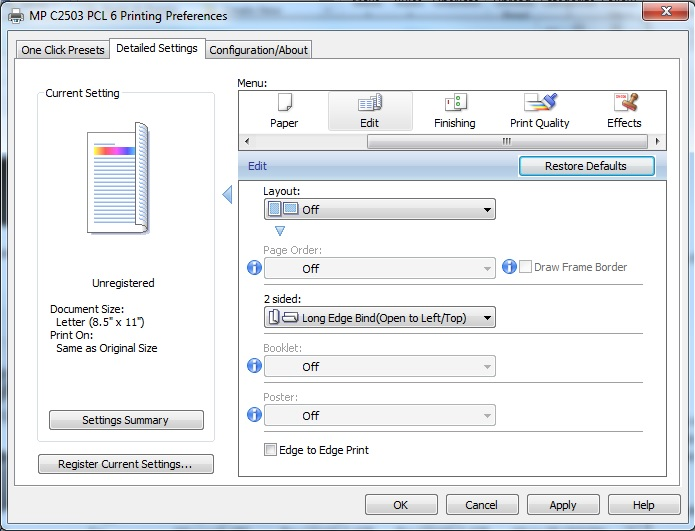 MP C2503 PCL 6 Printing Preferences
One Click Presets
Detailed Settings
Configuration/About
Current Setting
Unregistered
Document Size:
Letter (8.5" x 11")
Print On:
Same as Original Size
Settings Summary
Register Current Settings...
Menu:
Paper
Edit
Finishing
Print Quality
Effects
Edit
Restore Defaults
Layout:
Off
Page Order:
Off
Draw Frame Border
2 sided:
Long Edge Bind(Open to Left/Top)
Booklet:
Off
Poster:
Off
Edge to Edge Print
OK
Cancel
Apply
Help